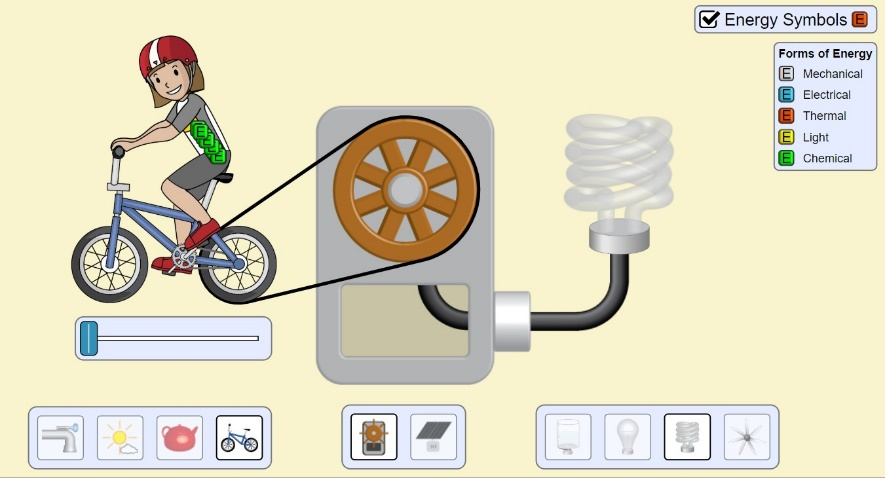 Energy Symbols E
Forms of Energy
E Mechanical
E Electrical
E Thermal
E Light
E Chemical
E
E
E
E